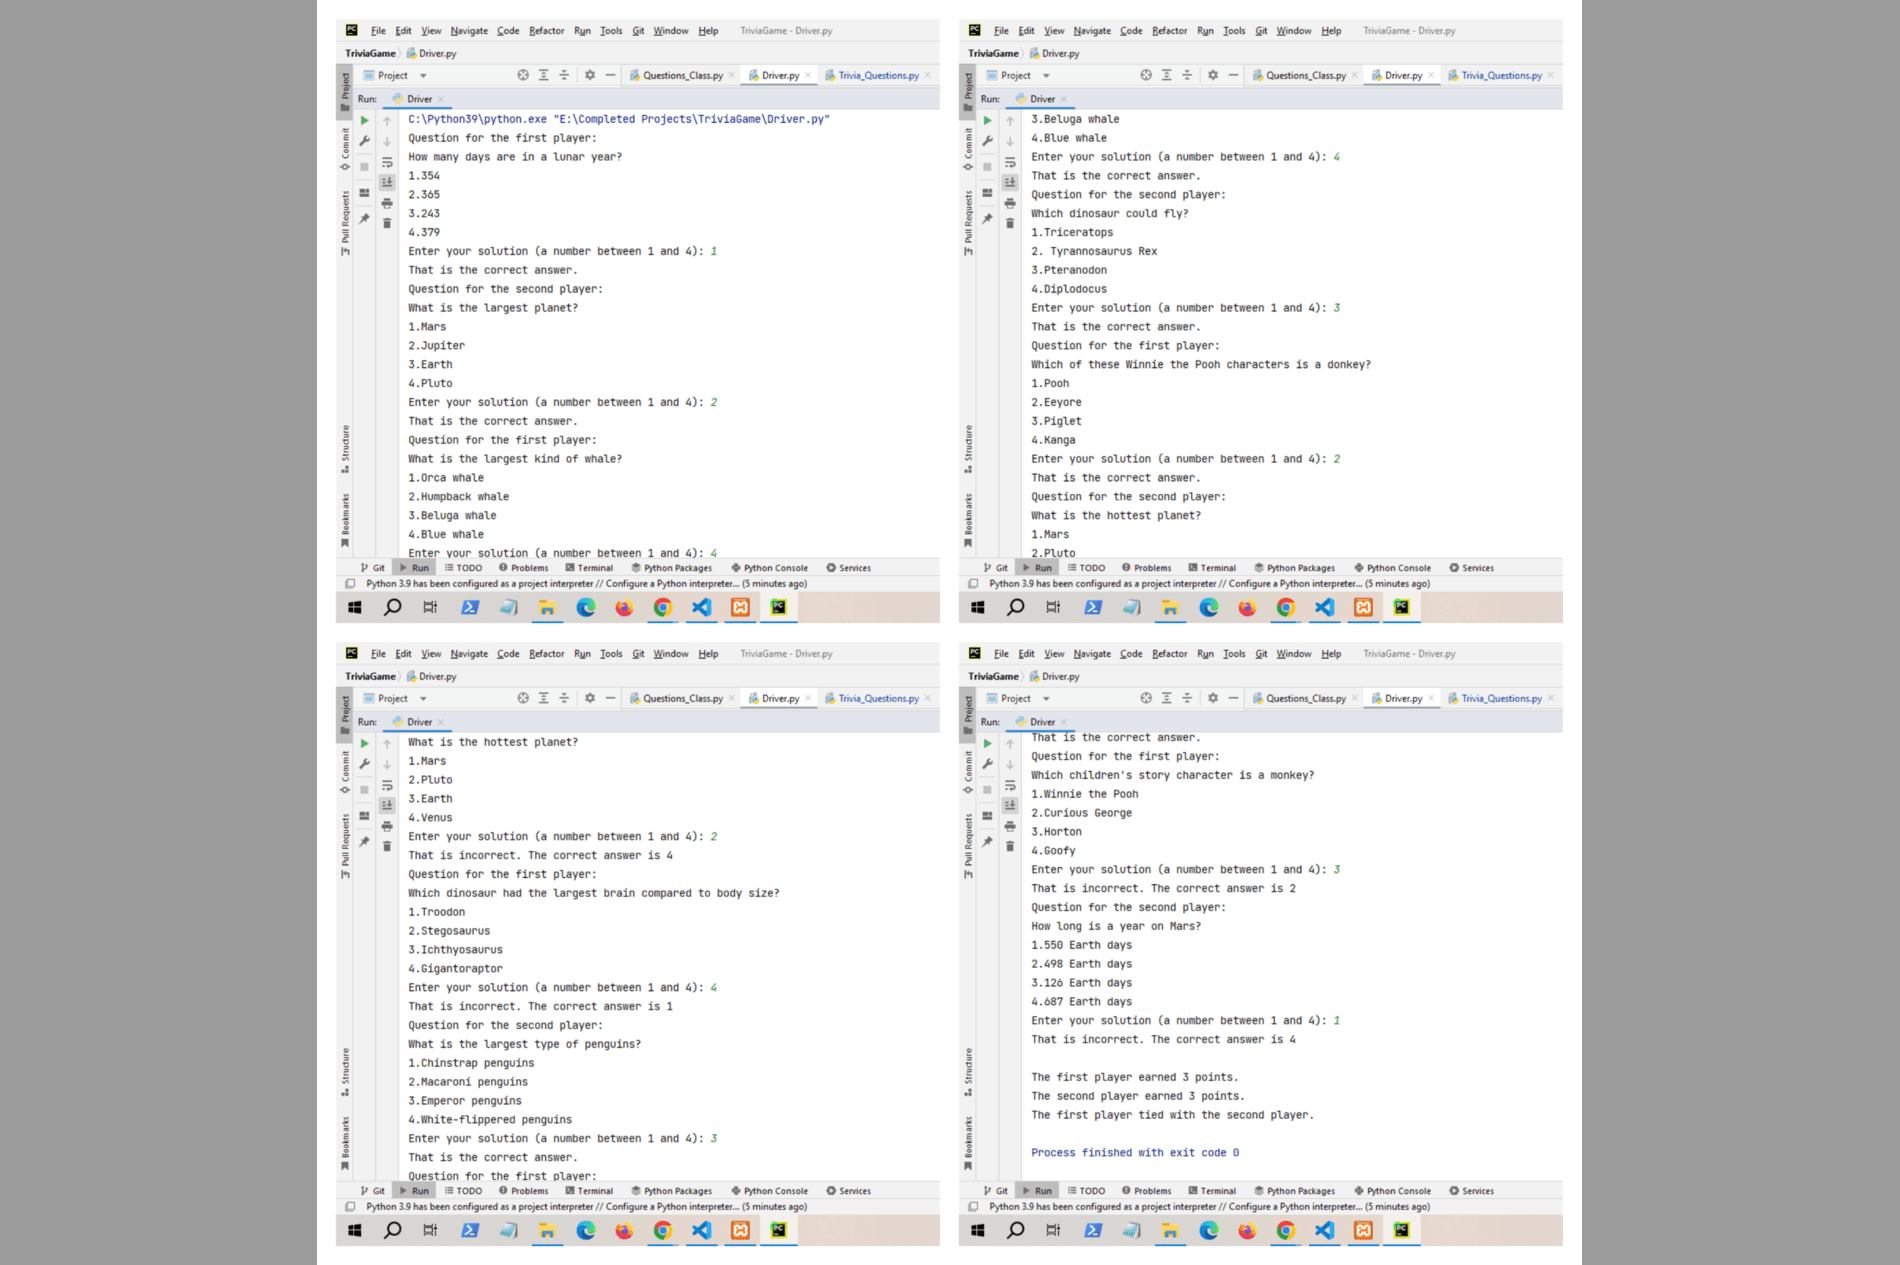 File Edit View Navigate Code Refactor Run Tools Git Window Help TriviaGame - Driver.py
TriviaGame Driver.py
Project Questions_Class.py Driver.py Trivia_Questions.py
Run: Driver
C:\Python39\python.exe "E:\Completed Projects\TriviaGame\Driver.py"
Question for the first player:
How many days are in a lunar year?
1.354
2.365
3.243
4.379
Enter your solution (a number between 1 and 4): 1
That is the correct answer.
Question for the second player:
What is the largest planet?
1.Mars
2.Jupiter
3.Earth
4.Pluto
Enter your solution (a number between 1 and 4): 2
That is the correct answer.
Question for the first player:
What is the largest kind of whale?
1.Orca whale
2.Humpback whale
3.Beluga whale
4.Blue whale
Enter your solution (a number between 1 and 4): 4
Project
Commit
Pull Requests
Structure
Bookmarks
Git Run TODO Problems Terminal Python Packages Python Console Services
Python 3.9 has been configured as a project interpreter // Configure a Python interpreter... (5 minutes ago)
File Edit View Navigate Code Refactor Run Tools Git Window Help TriviaGame - Driver.py
TriviaGame Driver.py
Project Questions_Class.py Driver.py Trivia_Questions.py
Run: Driver
3.Beluga whale
4.Blue whale
Enter your solution (a number between 1 and 4): 4
That is the correct answer.
Question for the second player:
Which dinosaur could fly?
1.Triceratops
2. Tyrannosaurus Rex
3.Pteranodon
4.Diplodocus
Enter your solution (a number between 1 and 4): 3
That is the correct answer.
Question for the first player:
Which of these Winnie the Pooh characters is a donkey?
1.Pooh
2.Eeyore
3.Piglet
4.Kanga
Enter your solution (a number between 1 and 4): 2
That is the correct answer.
Question for the second player:
What is the hottest planet?
1.Mars
2.Pluto
Project
Commit
Pull Requests
Structure
Bookmarks
Git Run TODO Problems Terminal Python Packages Python Console Services
Python 3.9 has been configured as a project interpreter // Configure a Python interpreter... (5 minutes ago)
File Edit View Navigate Code Refactor Run Tools Git Window Help TriviaGame - Driver.py
TriviaGame Driver.py
Project Questions_Class.py Driver.py Trivia_Questions.py
Run: Driver
What is the hottest planet?
1.Mars
2.Pluto
3.Earth
4.Venus
Enter your solution (a number between 1 and 4): 2
That is incorrect. The correct answer is 4
Question for the first player:
Which dinosaur had the largest brain compared to body size?
1.Troodon
2.Stegosaurus
3.Ichthyosaurus
4.Gigantoraptor
Enter your solution (a number between 1 and 4): 4
That is incorrect. The correct answer is 1
Question for the second player:
What is the largest type of penguins?
1.Chinstrap penguins
2.Macaroni penguins
3.Emperor penguins
4.White-flippered penguins
Enter your solution (a number between 1 and 4): 3
That is the correct answer.
Question for the first player:
Project
Commit
Pull Requests
Structure
Bookmarks
Git Run TODO Problems Terminal Python Packages Python Console Services
Python 3.9 has been configured as a project interpreter // Configure a Python interpreter... (5 minutes ago)
File Edit View Navigate Code Refactor Run Tools Git Window Help TriviaGame - Driver.py
TriviaGame Driver.py
Project Questions_Class.py Driver.py Trivia_Questions.py
Run: Driver
That is the correct answer.
Question for the first player:
Which children's story character is a monkey?
1.Winnie the Pooh
2.Curious George
3.Horton
4.Goofy
Enter your solution (a number between 1 and 4): 3
That is incorrect. The correct answer is 2
Question for the second player:
How long is a year on Mars?
1.550 Earth days
2.498 Earth days
3.126 Earth days
4.687 Earth days
Enter your solution (a number between 1 and 4): 1
That is incorrect. The correct answer is 4
The first player earned 3 points.
The second player earned 3 points.
The first player tied with the second player.
Process finished with exit code 0
Project
Commit
Pull Requests
Structure
Bookmarks
Git Run TODO Problems Terminal Python Packages Python Console Services
Python 3.9 has been configured as a project interpreter // Configure a Python interpreter... (5 minutes ago)